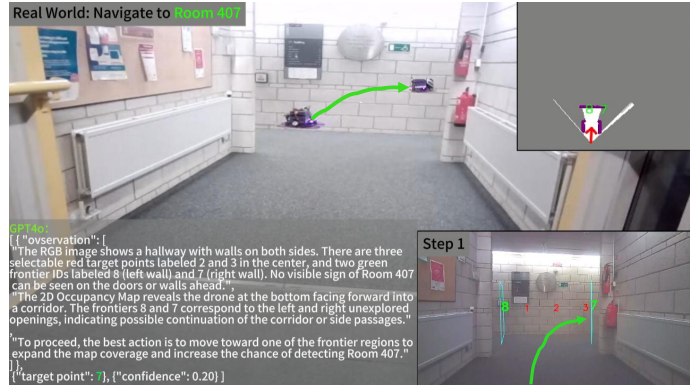 Real World: Navigate to Room 407
8
GPT4o:
[ { "ovservation": [
"The RGB image shows a hallway with walls on both sides. There are three
selectable red target points labeled 2 and 3 in the center, and two green
frontier IDs labeled 8 (left wall) and 7 (right wall). No visible sign of Room 407
can be seen on the doors or walls ahead.",
"The 2D Occupancy Map reveals the drone at the bottom facing forward into
a corridor. The frontiers 8 and 7 correspond to the left and right unexplored
openings, indicating possible continuation of the corridor or side passages."
,
"To proceed, the best action is to move toward one of the frontier regions to
expand the map coverage and increase the chance of detecting Room 407."
] },
{"target point": 7}, {"confidence": 0.20} ]
Step 1
8 1 2 3 7